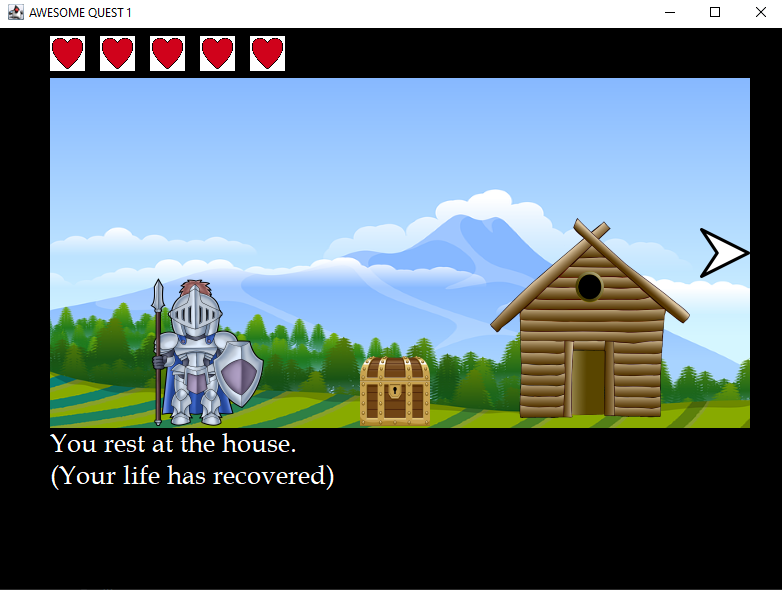 AWESOME QUEST 1
You rest at the house.
(Your life has recovered)